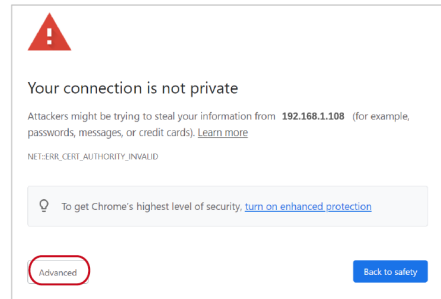 Your connection is not private
Attackers might be trying to steal your information from 192.168.1.108 (for example,
passwords, messages, or credit cards). Learn more
NET::ERR_CERT_AUTHORITY_INVALID
To get Chrome's highest level of security, turn on enhanced protection
Advanced
Back to safety